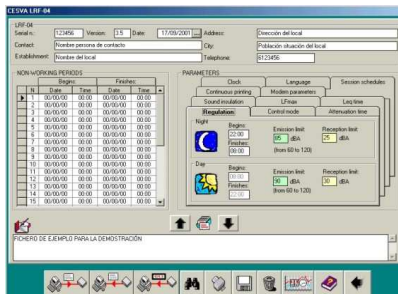 CESVA LRF-04
LRF-04
Serial n.: 123456 Version: 3.5 Date: 17/09/2001 ... Address: Dirección del local
Contact: Nombre persona de contacto City: Población situación del local
Establishment: Nombre del local Telephone: 6123456
NON WORKING PERIODS
Begins: Finishes:
N Date Time Date Time
1 00/00/00 00:00 00/00/00 00:00
2 00/00/00 00:00 00/00/00 00:00
3 00/00/00 00:00 00/00/00 00:00
4 00/00/00 00:00 00/00/00 00:00
5 00/00/00 00:00 00/00/00 00:00
6 00/00/00 00:00 00/00/00 00:00
7 00/00/00 00:00 00/00/00 00:00
8 00/00/00 00:00 00/00/00 00:00
9 00/00/00 00:00 00/00/00 00:00
10 00/00/00 00:00 00/00/00 00:00
11 00/00/00 00:00 00/00/00 00:00
12 00/00/00 00:00 00/00/00 00:00
13 00/00/00 00:00 00/00/00 00:00
14 00/00/00 00:00 00/00/00 00:00
15 00/00/00 00:00 00/00/00 00:00
PARAMETERS
Clock Language Session schedules
Continuous printing Modem parameters
Sound insulation LFmax Leq time
Regulation Control mode Attenuation time
Night
Begins: 22:00
Finishes: 08:00
Emission limit: 85 dBA
(from 60 to 120)
Reception limit: 25 dBA
Day
Begins: 08:00
Finishes: 22:00
Emission limit: 90 dBA
(from 60 to 120)
Reception limit: 30 dBA
FICHERO DE EJEMPLO PARA LA DEMOSTRACIÓN